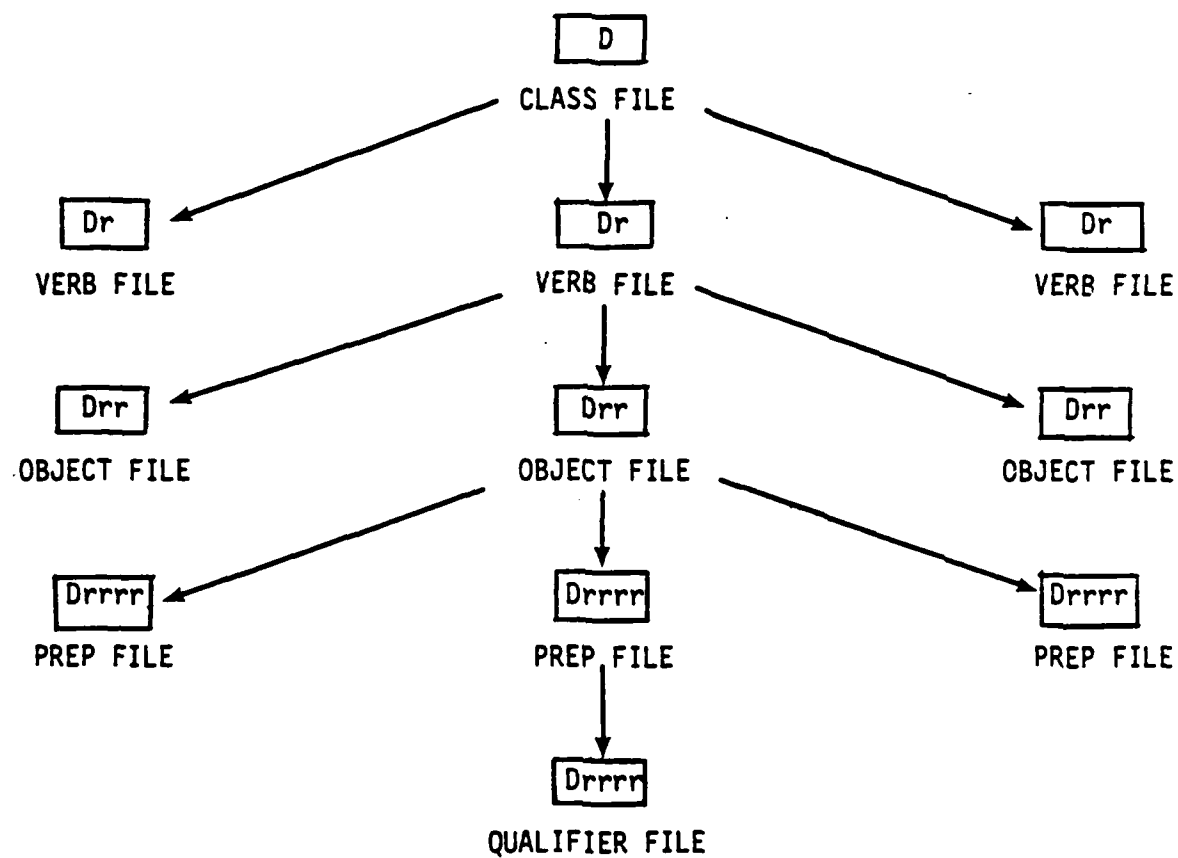 D
CLASS FILE
Dr Dr Dr
VERB FILE VERB FILE VERB FILE
Drr Drr Drr
OBJECT FILE OBJECT FILE OBJECT FILE
Drrrr Drrrr Drrrr
PREP FILE PREP FILE PREP FILE
Drrrr
QUALIFIER FILE